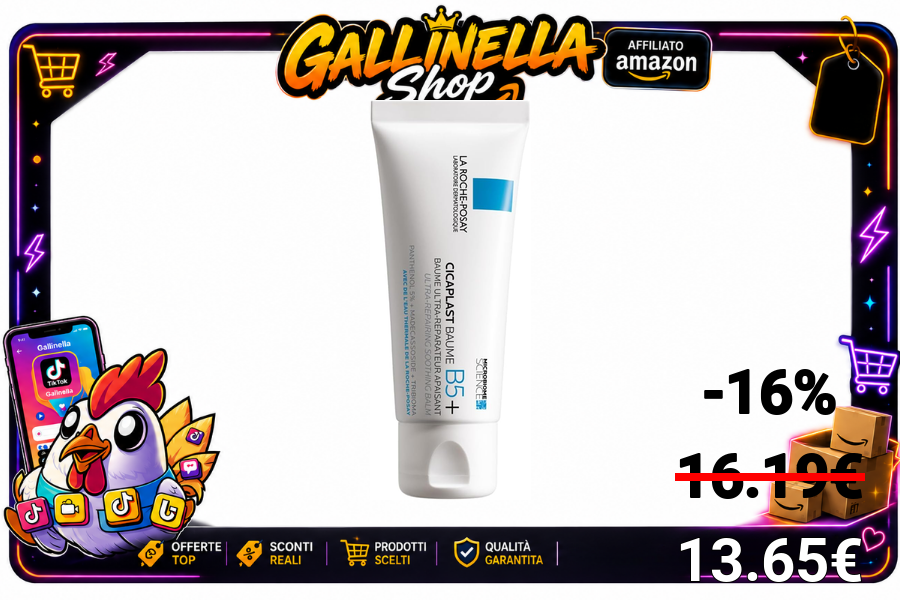 GALLINELLA
Shop
AFFILIATO
amazon
LA ROCHE-POSAY
LABORATOIRE DERMATOLOGIQUE
CICAPLAST BAUME B5+
BAUME ULTRA-RÉPARATEUR APAISANT
ULTRA-REPAIRING SOOTHING BALM
PANTHENOL 5% + MADECASSOSIDE + TRIBIOMA
AVEC DE L'EAU THERMALE DE LA ROCHE-POSAY
MICROBIOME
SCIENCE
Gallinella
TikTok
Gallinella
-16%
16.19€
13.65€
OFFERTE
TOP
SCONTI
REALI
PRODOTTI
SCELTI
QUALITÀ
GARANTITA